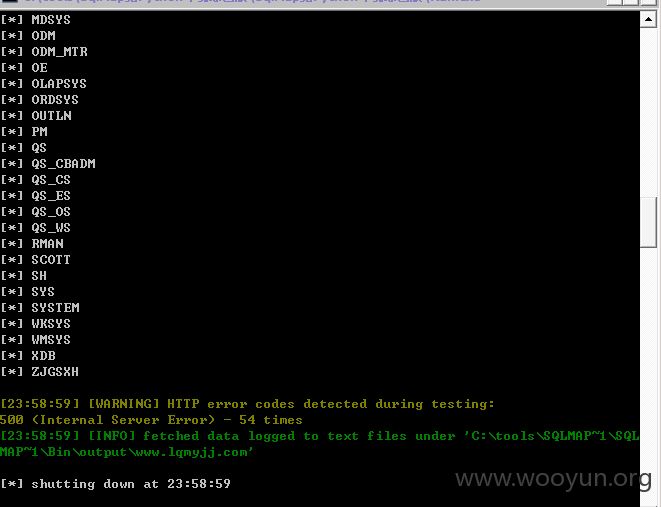 [*] MDSYS
[*] ODM
[*] ODM_MTR
[*] OE
[*] OLAPSYS
[*] ORDSYS
[*] OUTLN
[*] PM
[*] QS
[*] QS_CBADM
[*] QS_CS
[*] QS_ES
[*] QS_OS
[*] QS_WS
[*] RMAN
[*] SCOTT
[*] SH
[*] SYS
[*] SYSTEM
[*] WKSYS
[*] WMSYS
[*] XDB
[*] ZJGSXH
[23:58:59] [WARNING] HTTP error codes detected during testing:
500 (Internal Server Error) - 54 times
[23:58:59] [INFO] fetched data logged to text files under 'C:\tools\SQLMAP~1\SQL
MAP~1\Bin\output\www.lqmyjj.com'
www.wooyun.org
[*] shutting down at 23:58:59